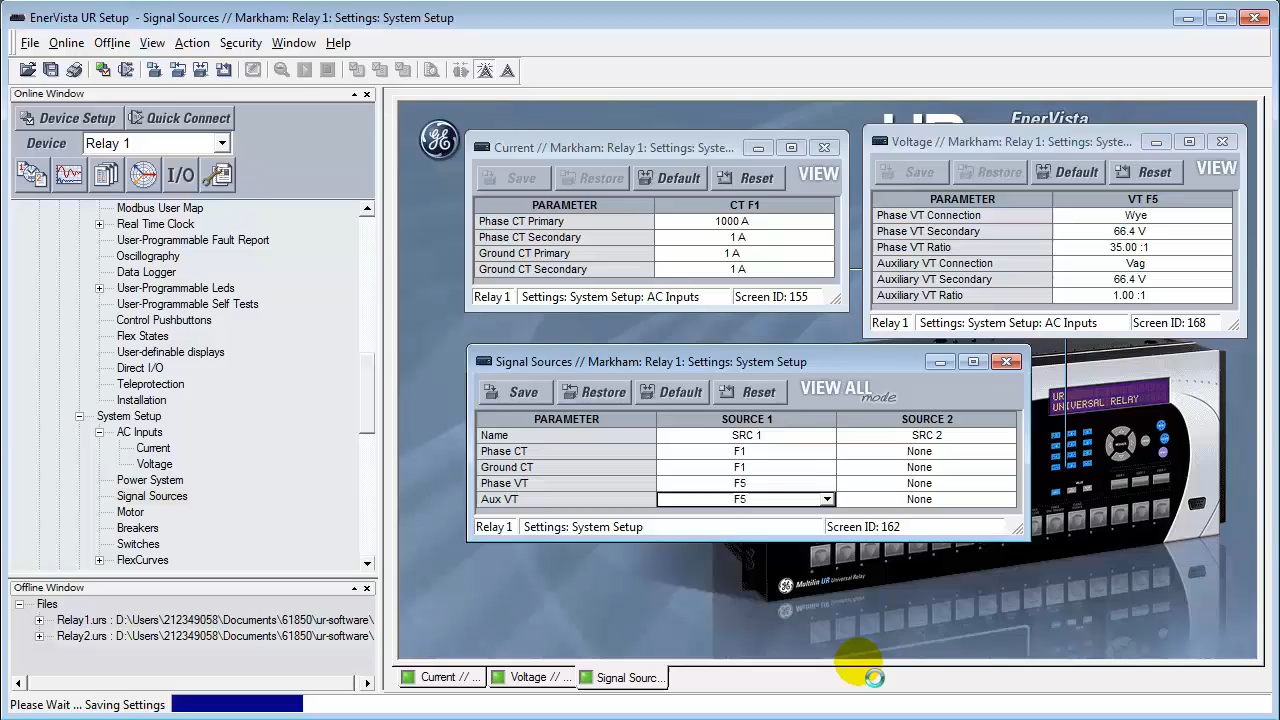 EnerVista UR Setup - Signal Sources // Markham: Relay 1: Settings: System Setup
File Online Offline View Action Security Window Help
Online Window
Device Setup Quick Connect
Device Relay 1
I/O
Modbus User Map
Real Time Clock
User-Programmable Fault Report
Oscillography
Data Logger
User-Programmable Leds
User-Programmable Self Tests
Control Pushbuttons
Flex States
User-definable displays
Direct I/O
Teleprotection
Installation
System Setup
AC Inputs
Current
Voltage
Power System
Signal Sources
Motor
Breakers
Switches
FlexCurves
Offline Window
Files
Relay1.urs : D:\Users\212349058\Documents\61850\ur-software\
Relay2.urs : D:\Users\212349058\Documents\61850\ur-software\
Please Wait ... Saving Settings
EnerVista
Current // Markham: Relay 1: Settings: Syste...
Save Restore Default Reset VIEW
PARAMETER CT F1
Phase CT Primary 1000 A
Phase CT Secondary 1 A
Ground CT Primary 1 A
Ground CT Secondary 1 A
Relay 1 Settings: System Setup: AC Inputs Screen ID: 155
Voltage // Markham: Relay 1: Settings: Syste...
Save Restore Default Reset VIEW
PARAMETER VT F5
Phase VT Connection Wye
Phase VT Secondary 66.4 V
Phase VT Ratio 35.00 :1
Auxiliary VT Connection Vag
Auxiliary VT Secondary 66.4 V
Auxiliary VT Ratio 1.00 :1
Relay 1 Settings: System Setup: AC Inputs Screen ID: 168
Signal Sources // Markham: Relay 1: Settings: System Setup
Save Restore Default Reset VIEW ALL mode
PARAMETER SOURCE 1 SOURCE 2
Name SRC 1 SRC 2
Phase CT F1 None
Ground CT F1 None
Phase VT F5 None
Aux VT F5 None
Relay 1 Settings: System Setup Screen ID: 162
UR
UNIVERSAL RELAY
Multilin UR Universal Relay
Current // ... Voltage // ... Signal Sourc...